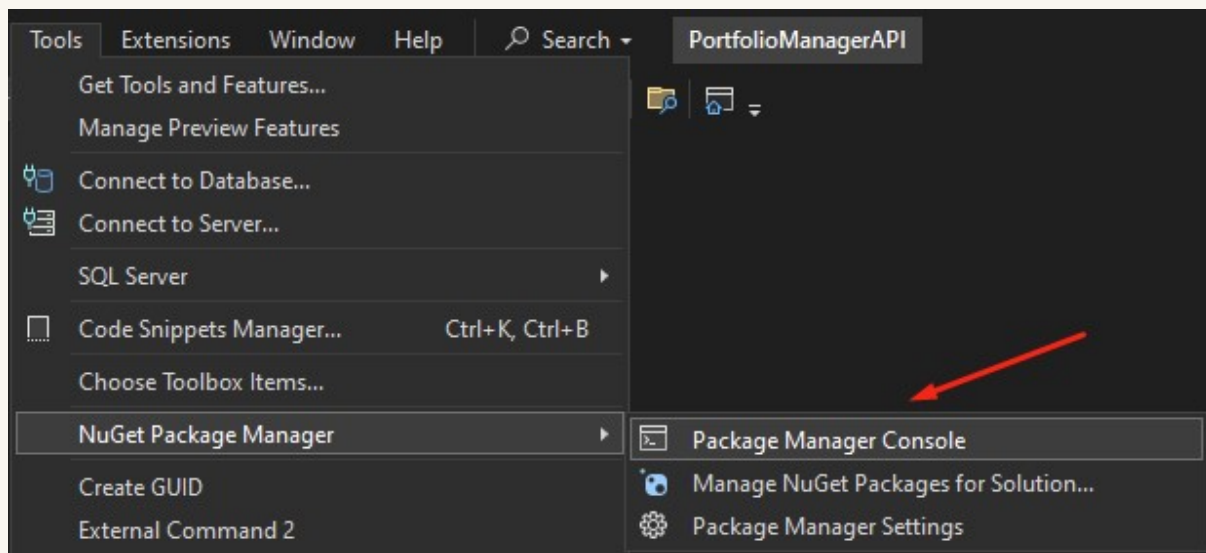 Tools Extensions Window Help Search PortfolioManagerAPI
Get Tools and Features...
Manage Preview Features
Connect to Database...
Connect to Server...
SQL Server
Code Snippets Manager... Ctrl+K, Ctrl+B
Choose Toolbox Items...
NuGet Package Manager
Package Manager Console
Manage NuGet Packages for Solution...
Package Manager Settings
Create GUID
External Command 2